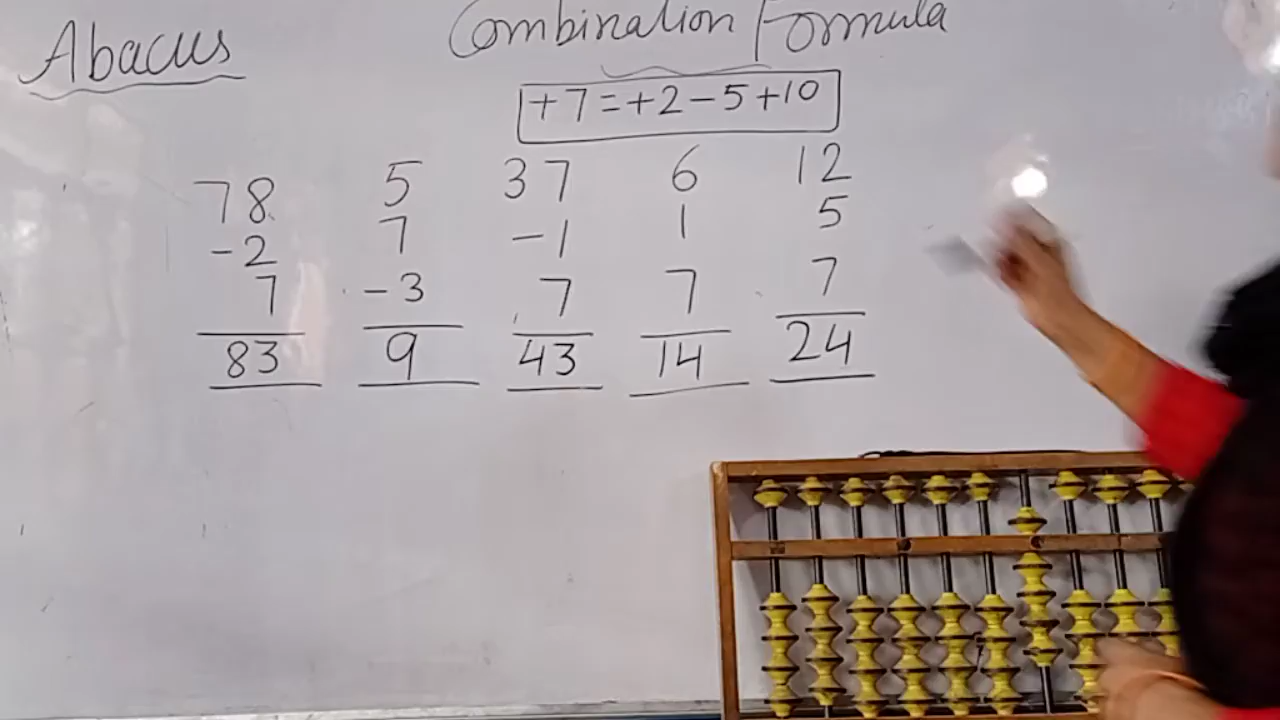 Abacus
Combination Formula
+7=+2-5+10
78 5 37 6 12
-2 7 -1 1 5
7 -3 7 7 7
83 9 43 14 24